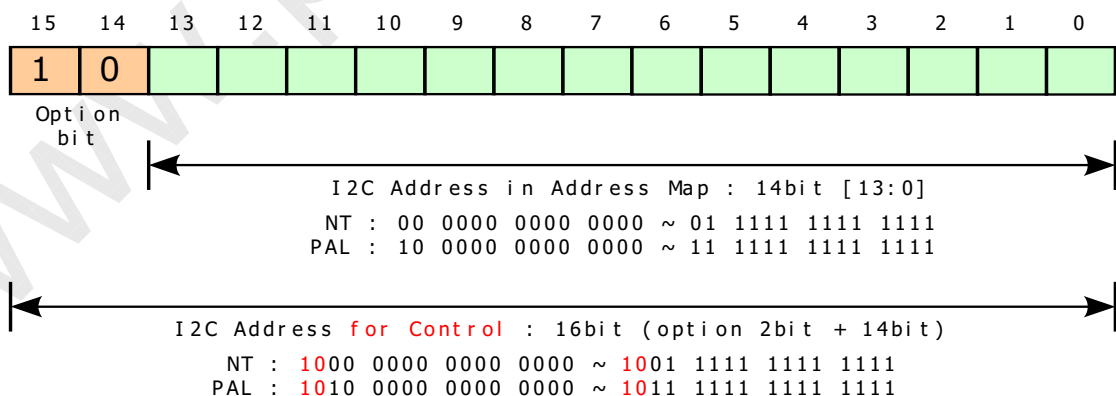 15 14 13 12 11 10 9 8 7 6 5 4 3 2 1 0
1 0
Option
bit
I2C Address in Address Map : 14bit [13:0]
NT : 00 0000 0000 0000 ~ 01 1111 1111 1111
PAL : 10 0000 0000 0000 ~ 11 1111 1111 1111
I2C Address for Control : 16bit (option 2bit + 14bit)
NT : 1000 0000 0000 0000 ~ 1001 1111 1111 1111
PAL : 1010 0000 0000 0000 ~ 1011 1111 1111 1111